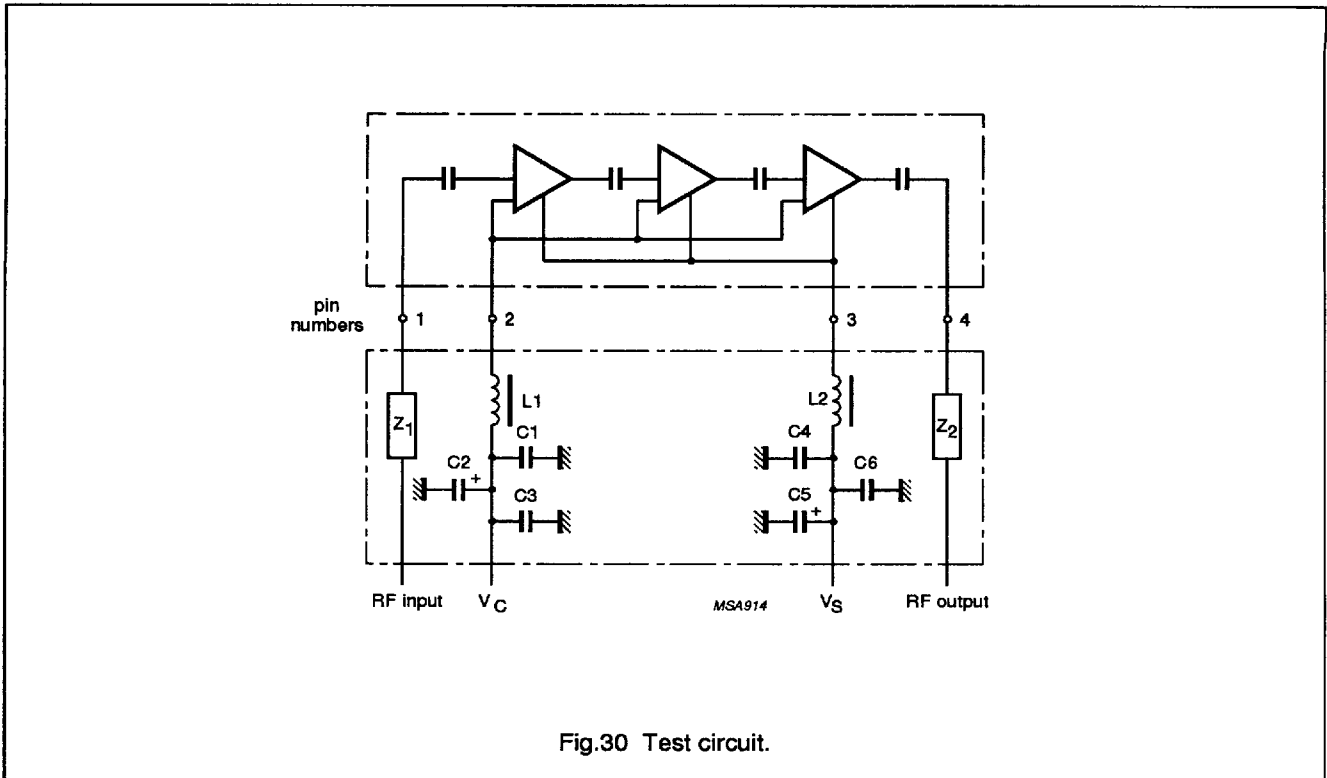 pin
numbers
1
2
3
4
Z1
L1
C1
C2
+
C3
L2
C4
C6
C5
+
Z2
RF input
VC
MSA914
VS
RF output
Fig.30 Test circuit.